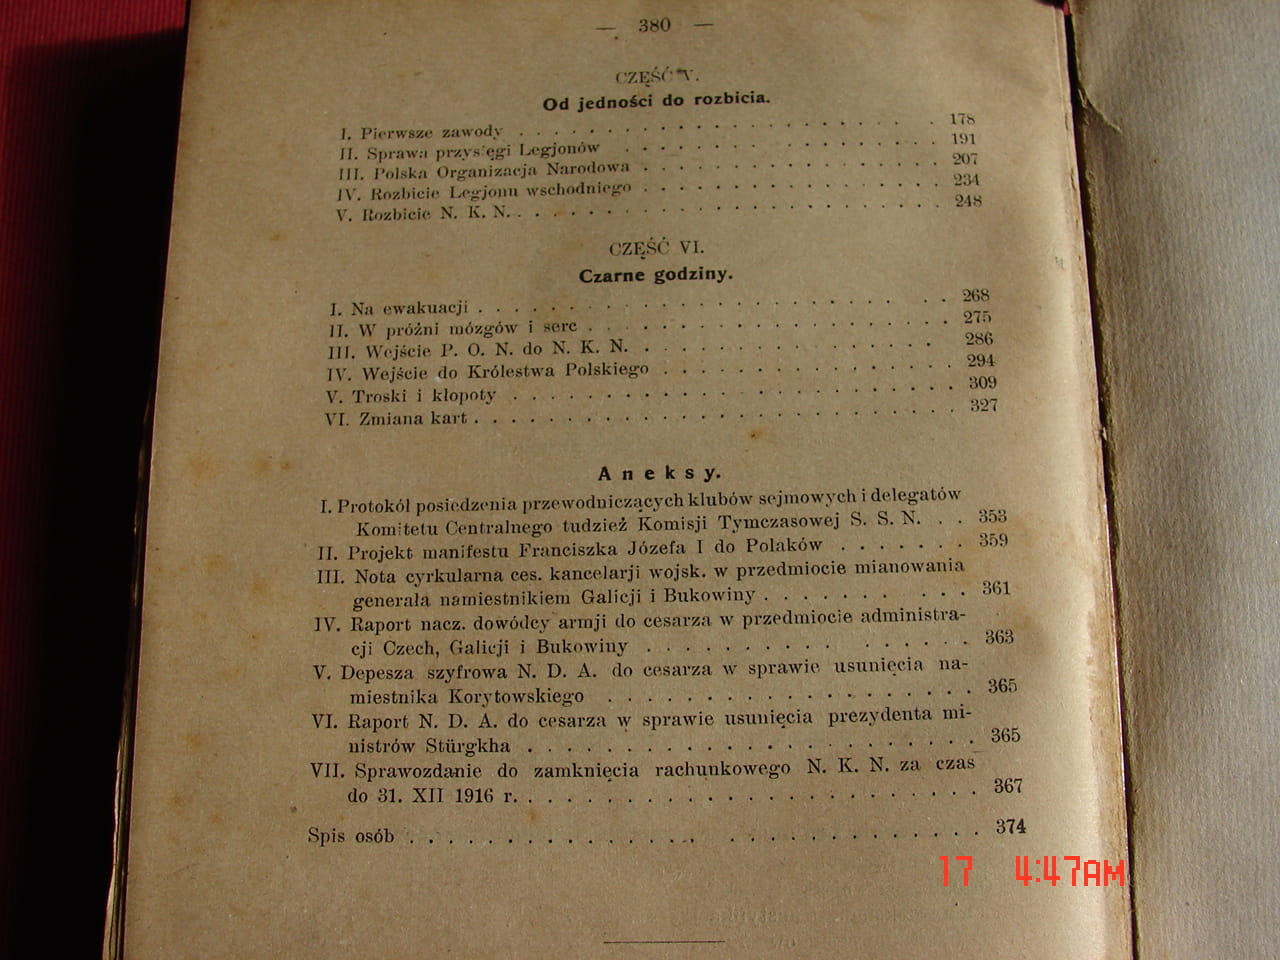 — 380 —
CZĘŚĆ V.
Od jedności do rozbicia.
I. Pierwsze zawody . . . . . . . . . . . . . . . . . . . 178
II. Sprawa przysięgi Legjonów . . . . . . . . . . . . . . . 191
III. Polska Organizacja Narodowa . . . . . . . . . . . . . . 207
IV. Rozbicie Legjonu wschodniego . . . . . . . . . . . . . . 234
V. Rozbicie N. K. N. . . . . . . . . . . . . . . . . . . . 248
CZĘŚĆ VI.
Czarne godziny.
I. Na ewakuacji . . . . . . . . . . . . . . . . . . . . 268
II. W próżni mózgów i serc . . . . . . . . . . . . . . . . 275
III. Wejście P. O. N. do N. K. N. . . . . . . . . . . . . . . 286
IV. Wejście do Królestwa Polskiego . . . . . . . . . . . . . 294
V. Troski i kłopoty . . . . . . . . . . . . . . . . . . . 309
VI. Zmiana kart . . . . . . . . . . . . . . . . . . . . . 327
Aneksy.
I. Protokół posiedzenia przewodniczących klubów sejmowych i delegatów
Komitetu Centralnego tudzież Komisji Tymczasowej S. S. N. . . 353
II. Projekt manifestu Franciszka Józefa I do Polaków . . . . . . . 359
III. Nota cyrkularna ces. kancelarji wojsk. w przedmiocie mianowania
generała namiestnikiem Galicji i Bukowiny . . . . . . . . . . 361
IV. Raport nacz. dowódcy armji do cesarza w przedmiocie administra-
cji Czech, Galicji i Bukowiny . . . . . . . . . . . . . . . 363
V. Depesza szyfrowa N. D. A. do cesarza w sprawie usunięcia na-
miestnika Korytowskiego . . . . . . . . . . . . . . . . . 365
VI. Raport N. D. A. do cesarza w sprawie usunięcia prezydenta mi-
nistrów Stürgkha . . . . . . . . . . . . . . . . . . . . 365
VII. Sprawozdanie do zamknięcia rachunkowego N. K. N. za czas
do 31. XII 1916 r. . . . . . . . . . . . . . . . . . . . . 367
Spis osób . . . . . . . . . . . . . . . . . . . . . . . . 374
17 4:47AM